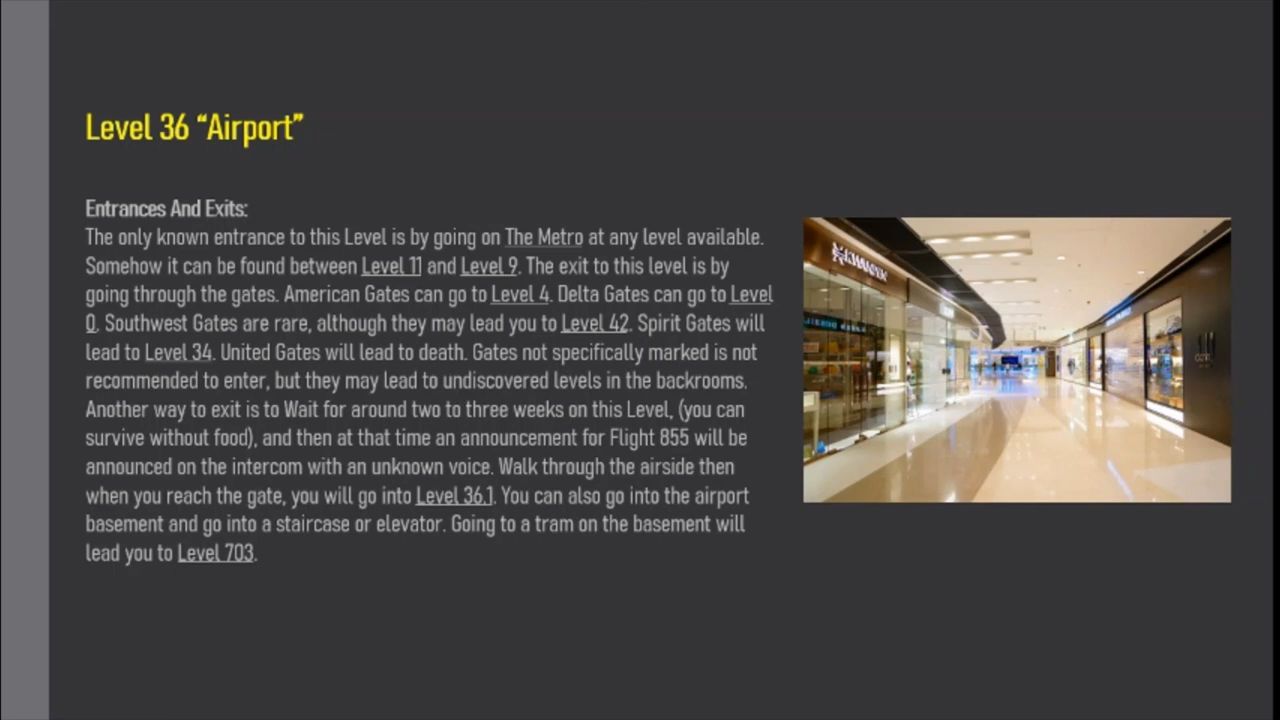 Level 36 “Airport”
Entrances And Exits:
The only known entrance to this Level is by going on The Metro at any level available.
Somehow it can be found between Level 11 and Level 9. The exit to this level is by
going through the gates. American Gates can go to Level 4. Delta Gates can go to Level
0. Southwest Gates are rare, although they may lead you to Level 42. Spirit Gates will
lead to Level 34. United Gates will lead to death. Gates not specifically marked is not
recommended to enter, but they may lead to undiscovered levels in the backrooms.
Another way to exit is to Wait for around two to three weeks on this Level, (you can
survive without food), and then at that time an announcement for Flight 855 will be
announced on the intercom with an unknown voice. Walk through the airside then
when you reach the gate, you will go into Level 36.1. You can also go into the airport
basement and go into a staircase or elevator. Going to a tram on the basement will
lead you to Level 703.